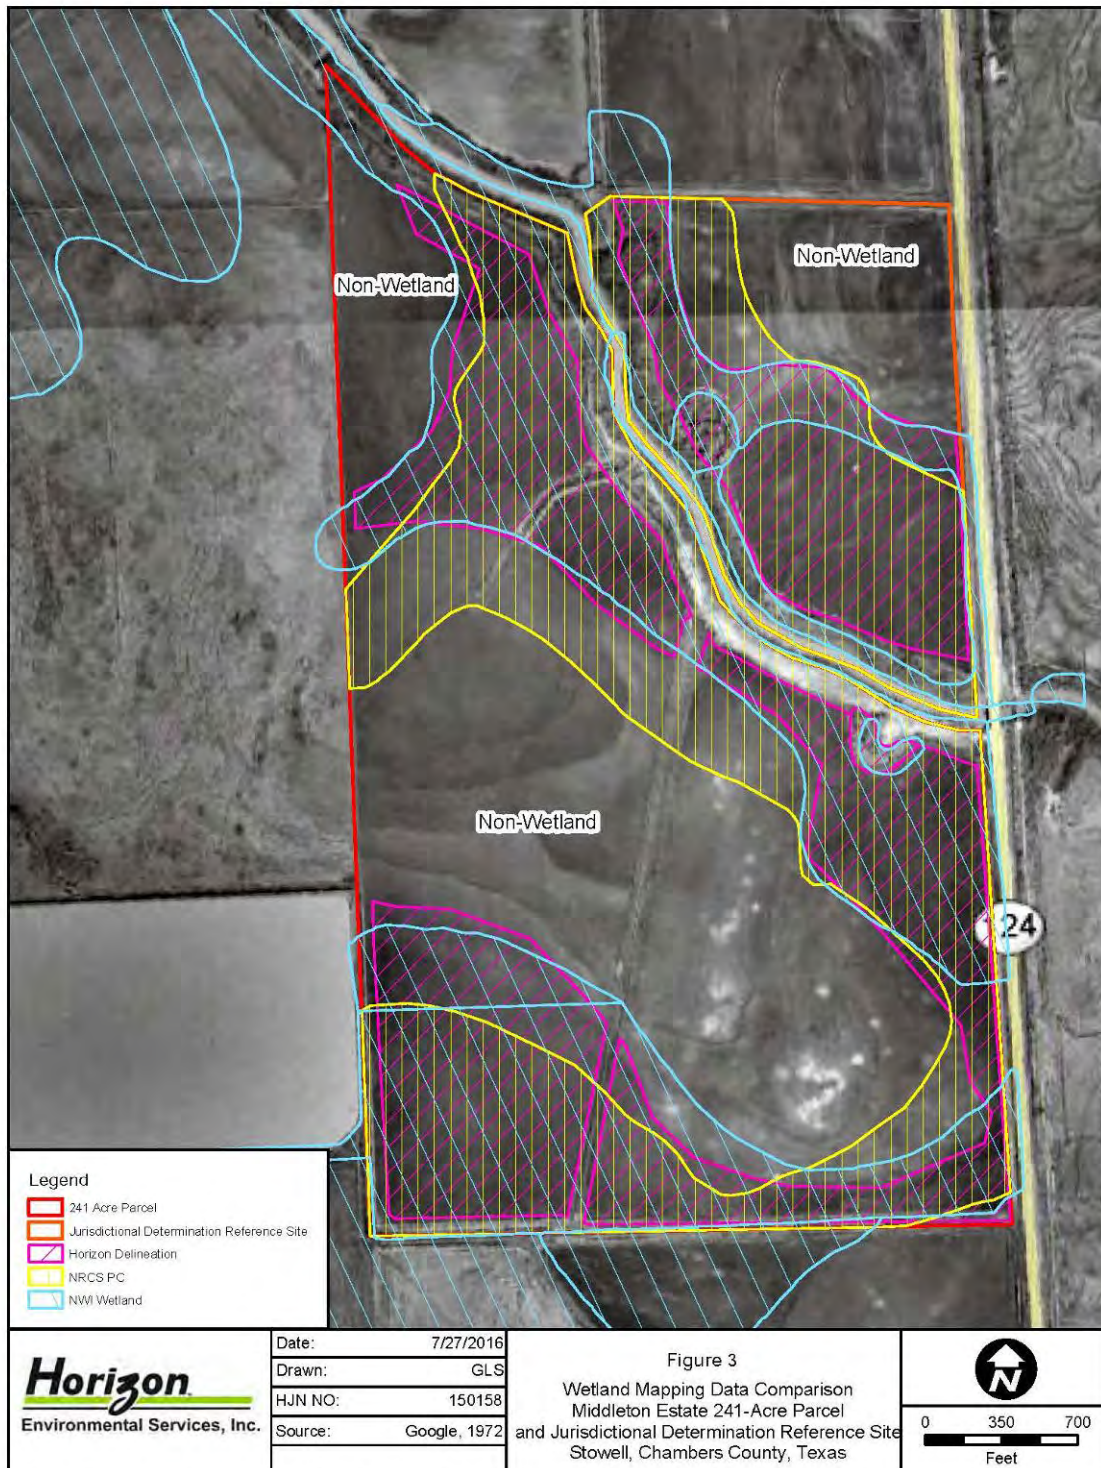 Non-Wetland
Non-Wetland
Non-Wetland
124
Legend
241 Acre Parcel
Jurisdictional Determination Reference Site
Horizon Delineation
NRCS PC
NWI Wetland
Horizon
Environmental Services, Inc.
Date: 7/27/2016
Drawn: GLS
HJN NO: 150158
Source: Google, 1972
Figure 3
Wetland Mapping Data Comparison
Middleton Estate 241-Acre Parcel
and Jurisdictional Determination Reference Site
Stowell, Chambers County, Texas
N
0 350 700
Feet